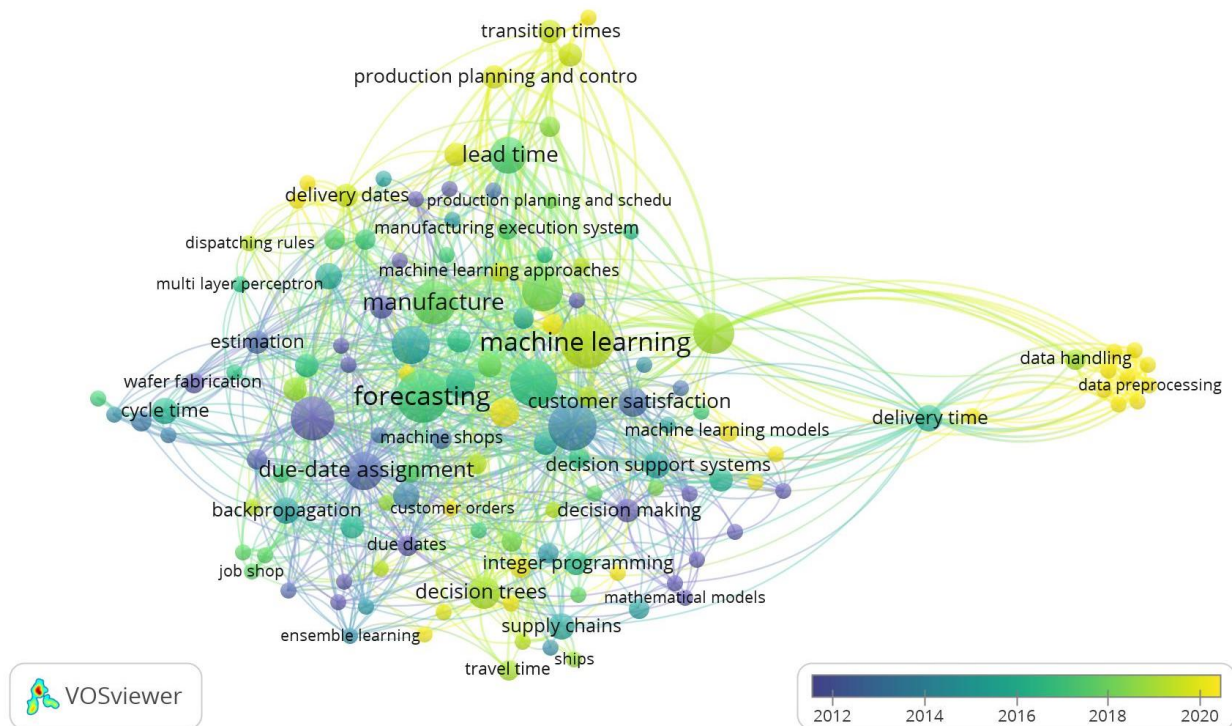 transition times
production planning and contro
lead time
delivery dates
production planning and schedu
manufacturing execution system
dispatching rules
machine learning approaches
multi layer perceptron
manufacture
estimation
machine learning
data handling
wafer fabrication
data preprocessing
forecasting
customer satisfaction
cycle time
delivery time
machine shops
machine learning models
due-date assignment
decision support systems
backpropagation
customer orders
decision making
due dates
job shop
integer programming
decision trees
mathematical models
supply chains
ensemble learning
ships
travel time
VOSviewer
2012 2014 2016 2018 2020